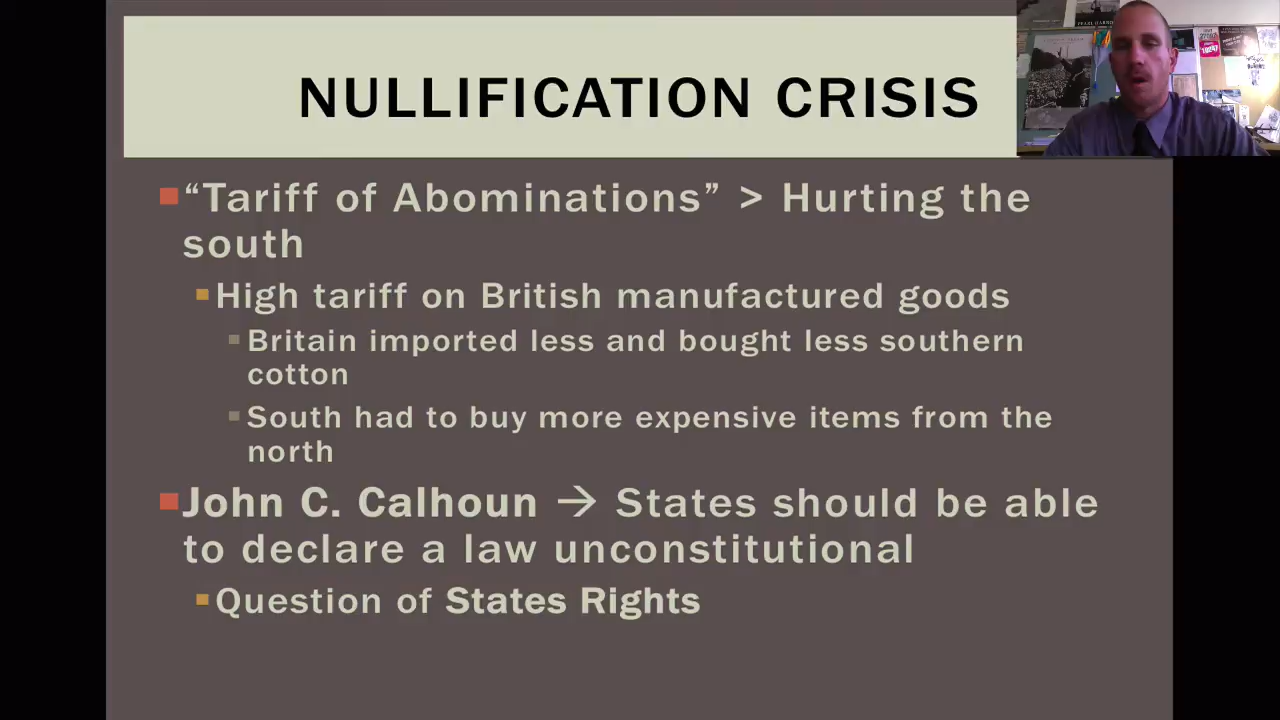 NULLIFICATION CRISIS
“Tariff of Abominations” > Hurting the
south
High tariff on British manufactured goods
Britain imported less and bought less southern
cotton
South had to buy more expensive items from the
north
John C. Calhoun → States should be able
to declare a law unconstitutional
Question of States Rights